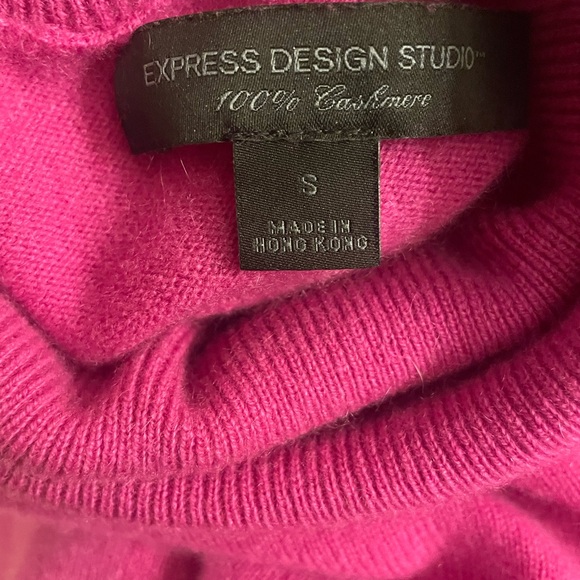 EXPRESS DESIGN STUDIO™
100% Cashmere
S
MADE IN
HONG KONG